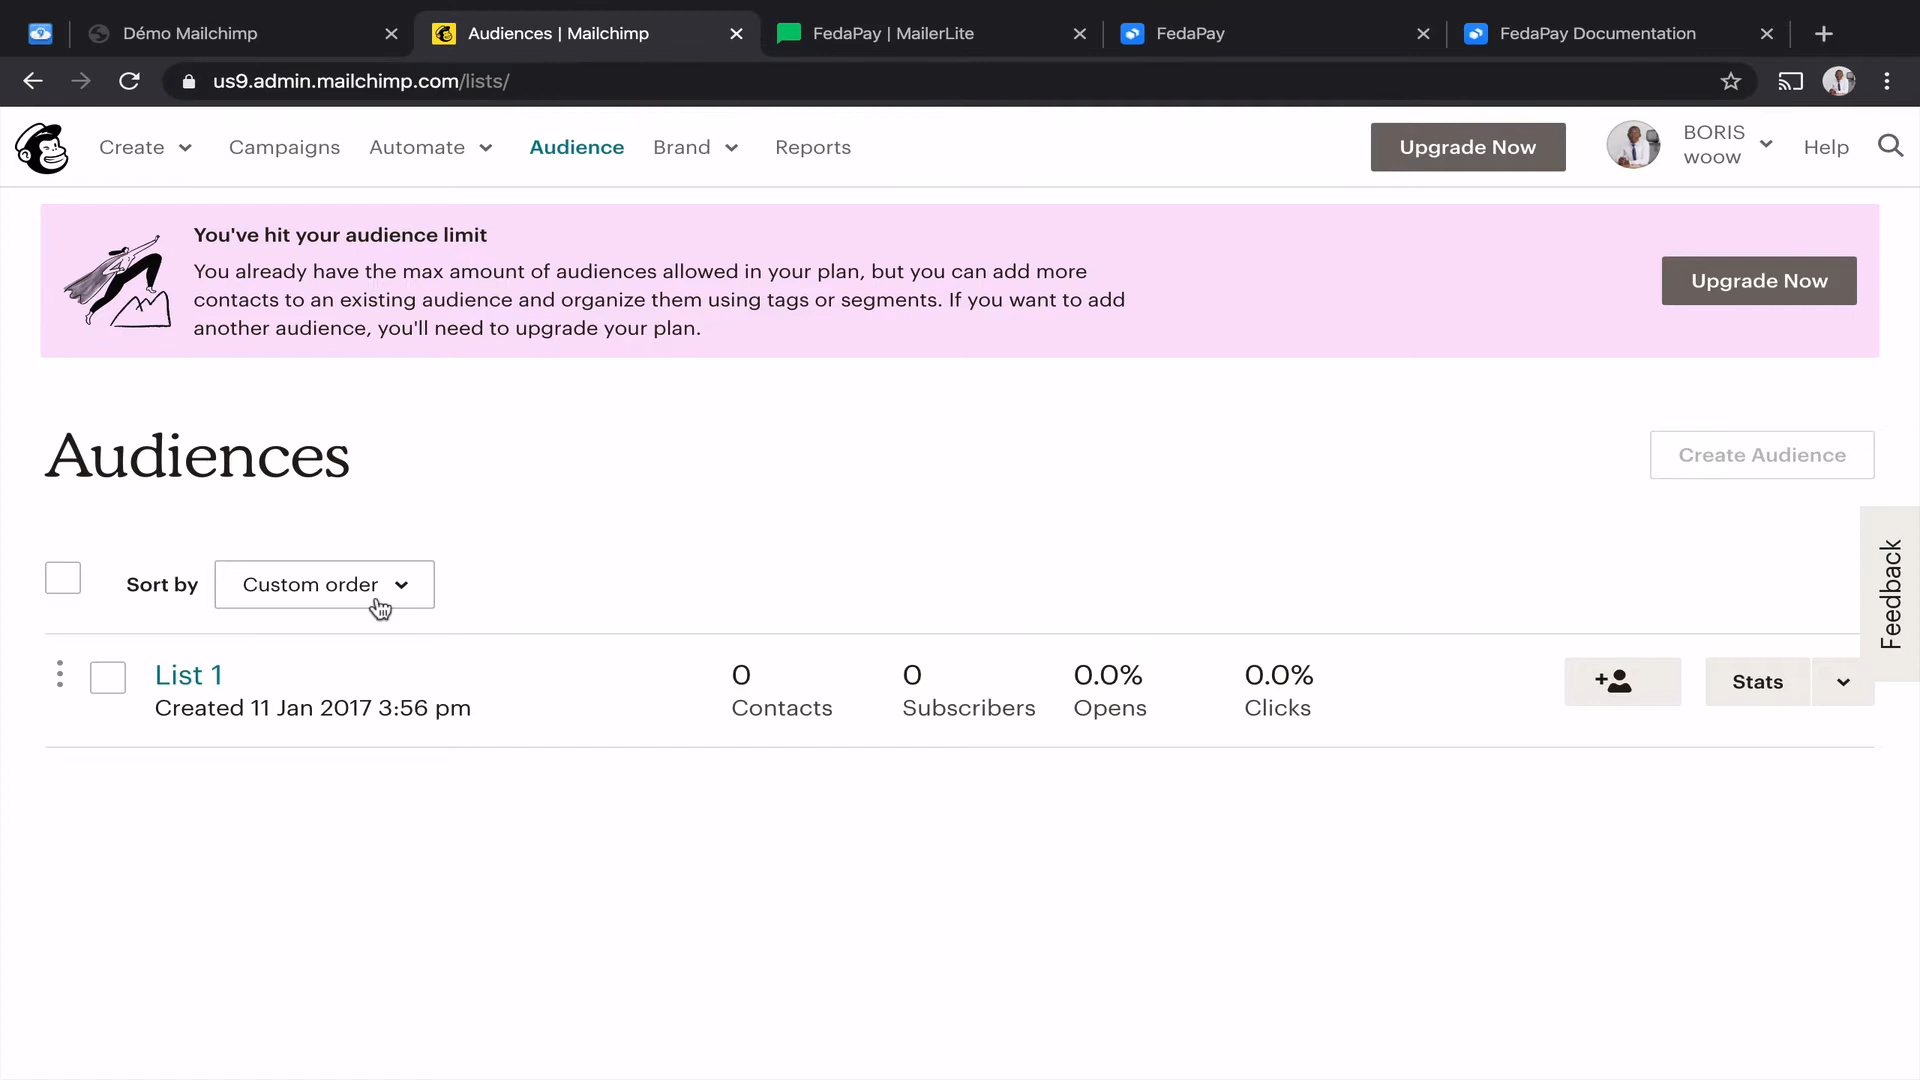 Démo Mailchimp
Audiences | Mailchimp
FedaPay | MailerLite
FedaPay
FedaPay Documentation
us9.admin.mailchimp.com/lists/
Create
Campaigns
Automate
Audience
Brand
Reports
Upgrade Now
BORIS
woow
Help
You've hit your audience limit
You already have the max amount of audiences allowed in your plan, but you can add more
contacts to an existing audience and organize them using tags or segments. If you want to add
another audience, you'll need to upgrade your plan.
Upgrade Now
Audiences
Create Audience
Feedback
Sort by
Custom order
List 1
Created 11 Jan 2017 3:56 pm
0
Contacts
0
Subscribers
0.0%
Opens
0.0%
Clicks
Stats